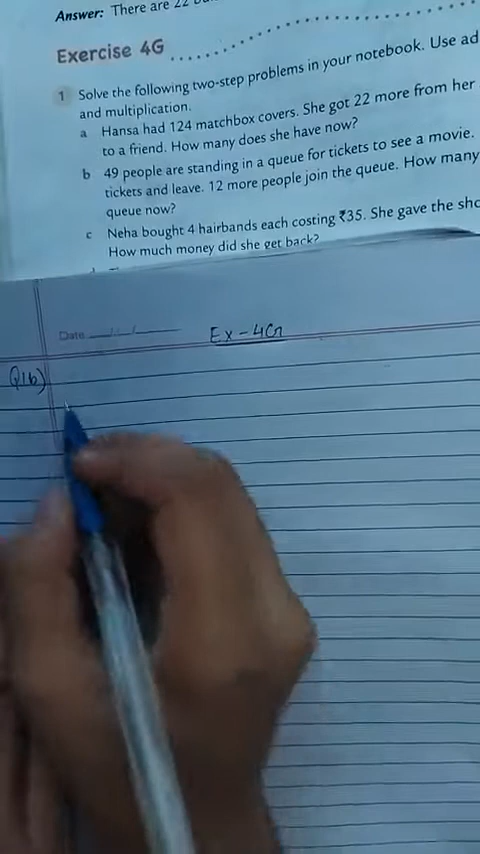 Answer: There are 22
Exercise 4G
1 Solve the following two-step problems in your notebook. Use ad
and multiplication.
a Hansa had 124 matchbox covers. She got 22 more from her
to a friend. How many does she have now?
b 49 people are standing in a queue for tickets to see a movie.
tickets and leave. 12 more people join the queue. How many
queue now?
c Neha bought 4 hairbands each costing ₹35. She gave the sho
How much money did she get back?
Date
Ex - 4G
Q1b)